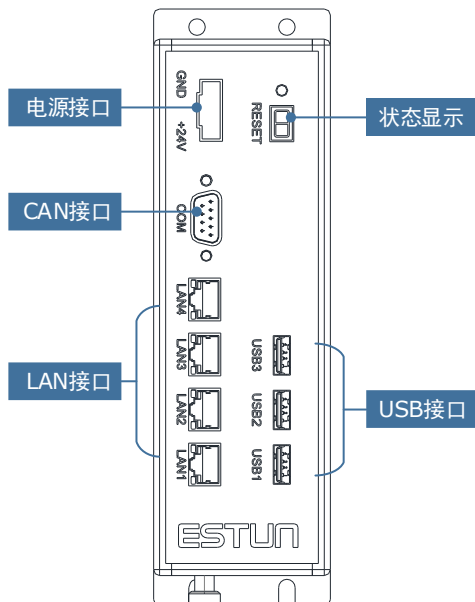 GND
+24V
RESET
电源接口
状态显示
CAN接口
COM
LAN4
LAN3
LAN2
LAN1
LAN接口
USB3
USB2
USB1
USB接口
ESTUN